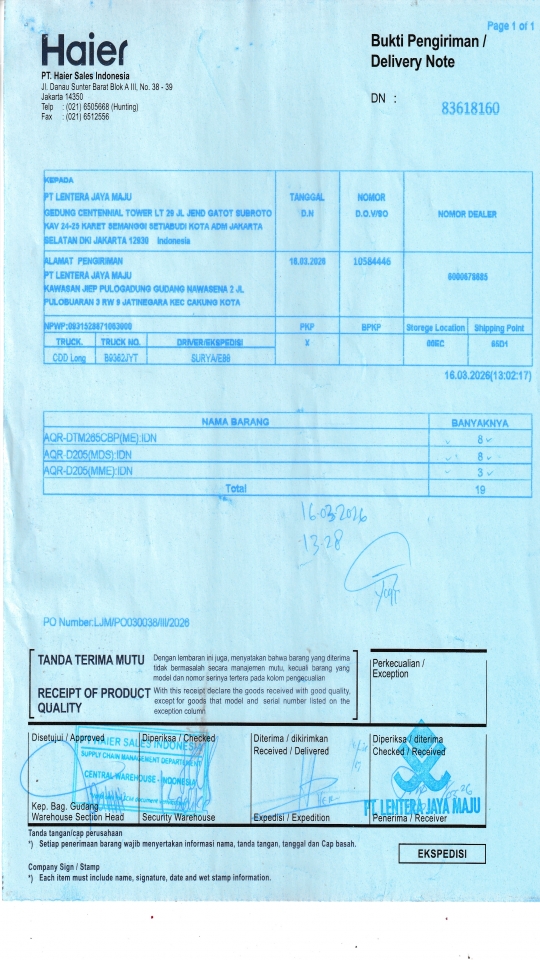 Page 1 of 1
Haier
Bukti Pengiriman /
Delivery Note
PT. Haier Sales Indonesia
Jl. Danau Sunter Barat Blok A III, No. 38 - 39
Jakarta 14350
Telp : (021) 6505668 (Hunting)
Fax : (021) 6512556
DN : 83618160
KEPADA
PT LENTERA JAYA MAJU
GEDUNG CENTENNIAL TOWER LT 29 JL JEND GATOT SUBROTO
KAV 24-25 KARET SEMANGGI SETIABUDI KOTA ADM JAKARTA
SELATAN DKI JAKARTA 12930 Indonesia
TANGGAL
D.N
NOMOR
D.O.V/SO
NOMOR DEALER
ALAMAT PENGIRIMAN
PT LENTERA JAYA MAJU
KAWASAN JIEP PULOGADUNG GUDANG NAWASENA 2 JL
PULOBUARAN 3 RW 9 JATINEGARA KEC CAKUNG KOTA
16.03.2026
10584446
NPWP:
PKP
BPKP
Storege Location
Shipping Point
TRUCK.
TRUCK NO.
DRIVER/EKSPEDISI
X
00EC
CDD Long
B9362JYT
16.03.2026(13:02:17)
NAMA BARANG
BANYAKNYA
AQR-DTM265CBP(ME):IDN 8
AQR-D205(MDS):IDN 8
AQR-D205(MME):IDN 3
Total 19
16.03.2026
13:28
PO Number:LJM/PO030038/III/2026
TANDA TERIMA MUTU
Dengan lembaran ini juga, menyatakan bahwa barang yang diterima
tidak bermasalah secara manajemen mutu, kecuali barang yang
model dan nomor serinya tertera pada kolom pengecualian
RECEIPT OF PRODUCT
QUALITY
With this receipt declare the goods received with good quality,
except for goods that model and serial number listed on the
exception column
Perkecualian /
Exception
Disetujui / Approved
Diperiksa / Checked
Diterima / dikirimkan
Received / Delivered
Diperiksa / diterima
Checked / Received
HAIER SALES INDONESIA
SUPPLY CHAIN MANAGEMENT DEPARTMENT
CENTRAL WAREHOUSE - INDONESIA
PT. LENTERA JAYA MAJU
Kep. Bag. Gudang
Warehouse Section Head
Security Warehouse
Expedisi / Expedition
Penerima / Receiver
Tanda tangan/cap perusahaan
*) Setiap penerimaan barang wajib menyertakan informasi nama, tanda tangan, tanggal dan Cap basah.
EKSPEDISI
Company Sign / Stamp
*) Each item must include name, signature, date and wet stamp information.